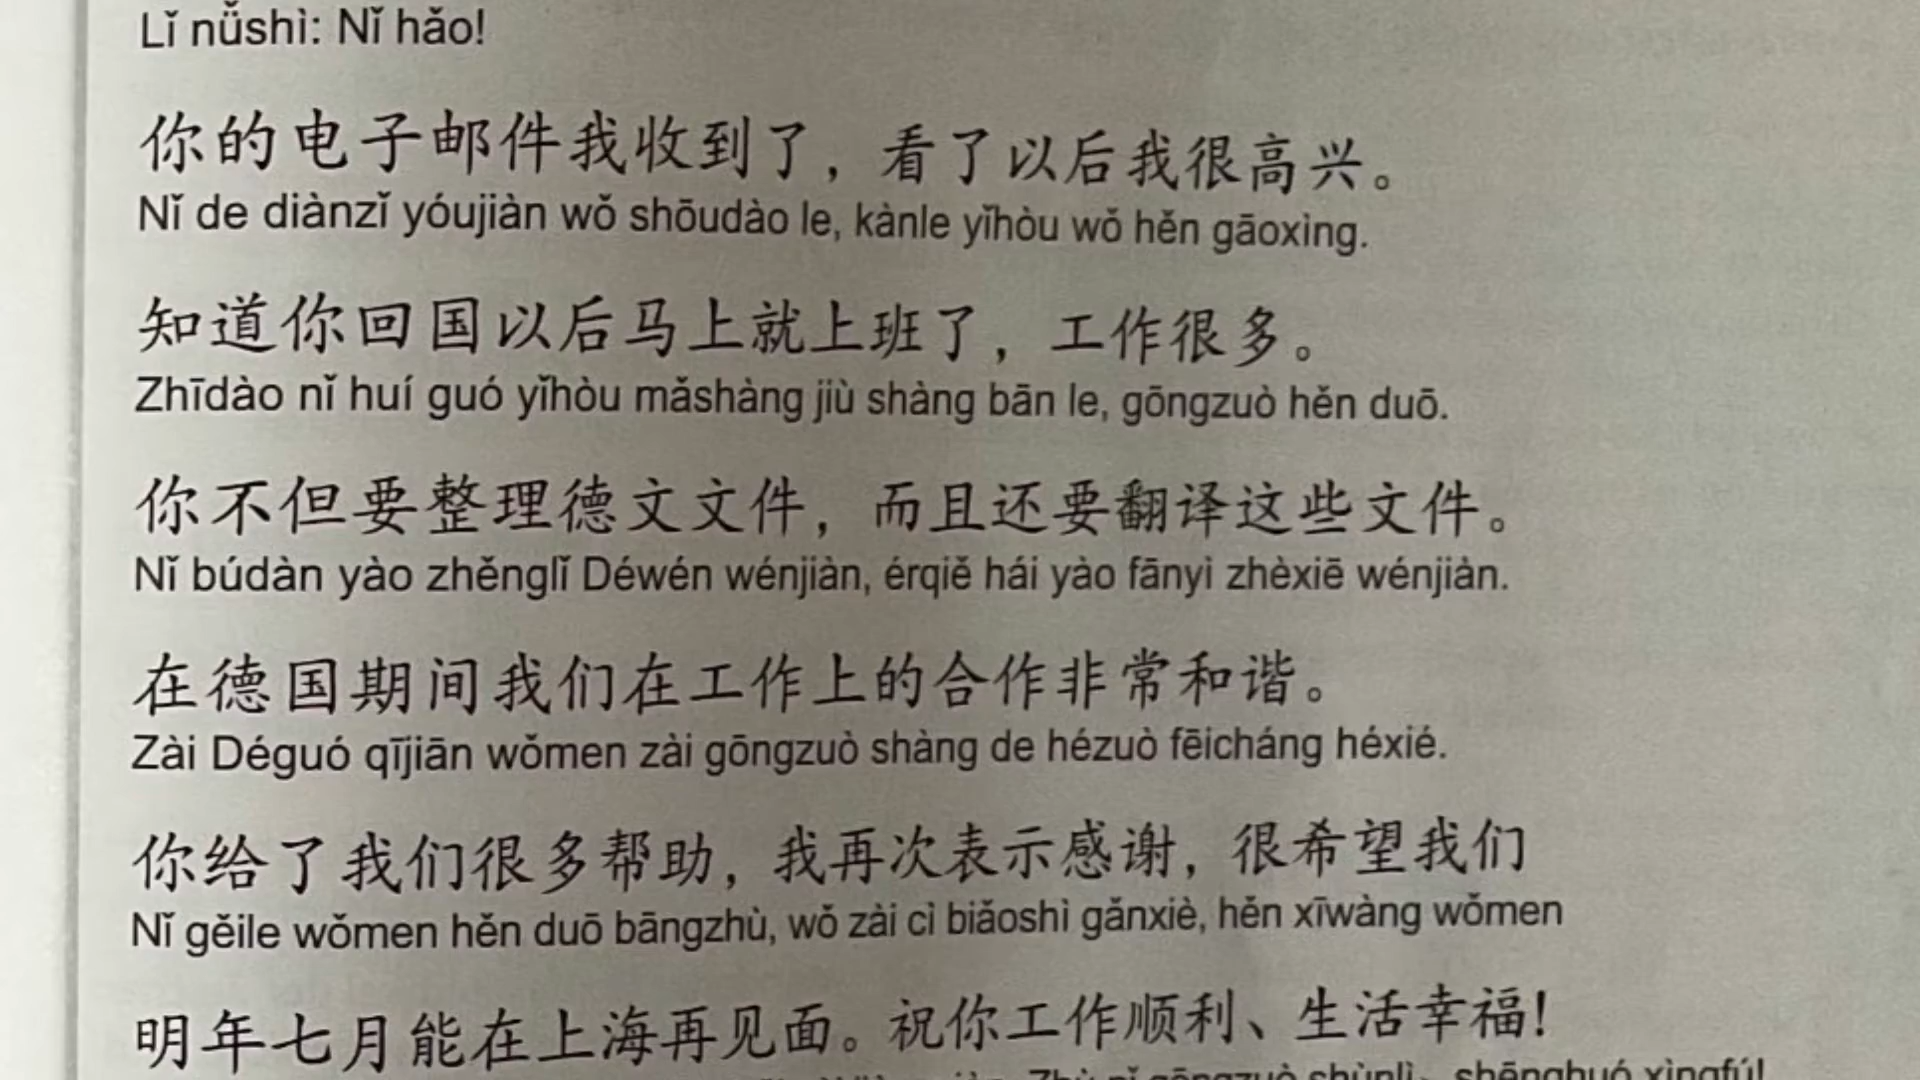 Lǐ nǚshì: Nǐ hǎo!
你的电子邮件我收到了，看了以后我很高兴。
Nǐ de diànzǐ yóujiàn wǒ shōudào le, kànle yǐhòu wǒ hěn gāoxìng.
知道你回国以后马上就上班了，工作很多。
Zhīdào nǐ huí guó yǐhòu mǎshàng jiù shàng bān le, gōngzuò hěn duō.
你不但要整理德文文件，而且还要翻译这些文件。
Nǐ búdàn yào zhěnglǐ Déwén wénjiàn, érqiě hái yào fānyì zhèxiē wénjiàn.
在德国期间我们在工作上的合作非常和谐。
Zài Déguó qījiān wǒmen zài gōngzuò shàng de hézuò fēicháng héxié.
你给了我们很多帮助，我再次表示感谢，很希望我们
Nǐ gěile wǒmen hěn duō bāngzhù, wǒ zài cì biǎoshì gǎnxiè, hěn xīwàng wǒmen
明年七月能在上海再见面。祝你工作顺利、生活幸福！
Zhù nǐ gōngzuò shùnlì、shēnghuó xìngfú!